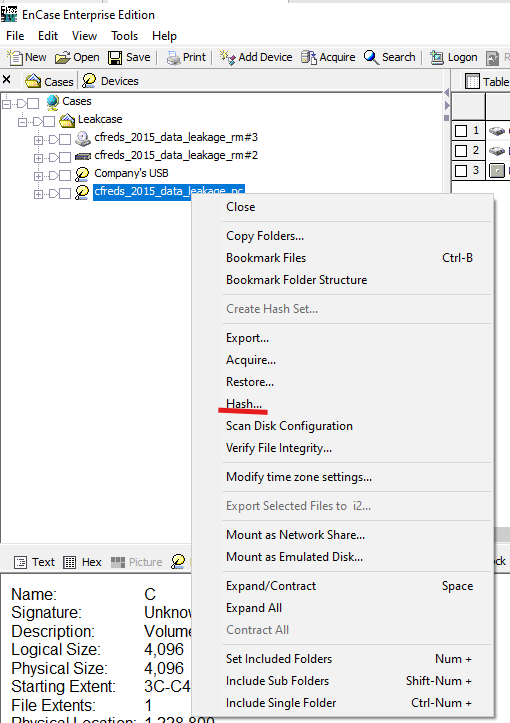 EnCase Enterprise Edition
File Edit View Tools Help
New Open Save Print Add Device Acquire Search Logon
Cases Devices Table
Cases
Leakcase
cfreds_2015_data_leakage_rm#3
cfreds_2015_data_leakage_rm#2
Company's USB
cfreds_2015_data_leakage_pc
1
2
3
Close
Copy Folders...
Bookmark Files Ctrl-B
Bookmark Folder Structure
Create Hash Set...
Export...
Acquire...
Restore...
Hash...
Scan Disk Configuration
Verify File Integrity...
Modify time zone settings...
Export Selected Files to i2...
Mount as Network Share...
Mount as Emulated Disk...
Expand/Contract Space
Expand All
Contract All
Set Included Folders Num +
Include Sub Folders Shift-Num +
Include Single Folder Ctrl-Num +
Text Hex Picture
Name: C
Signature: Unknow
Description: Volume
Logical Size: 4,096
Physical Size: 4,096
Starting Extent: 3C-C4
File Extents: 1
Physical Location: 1,228,800